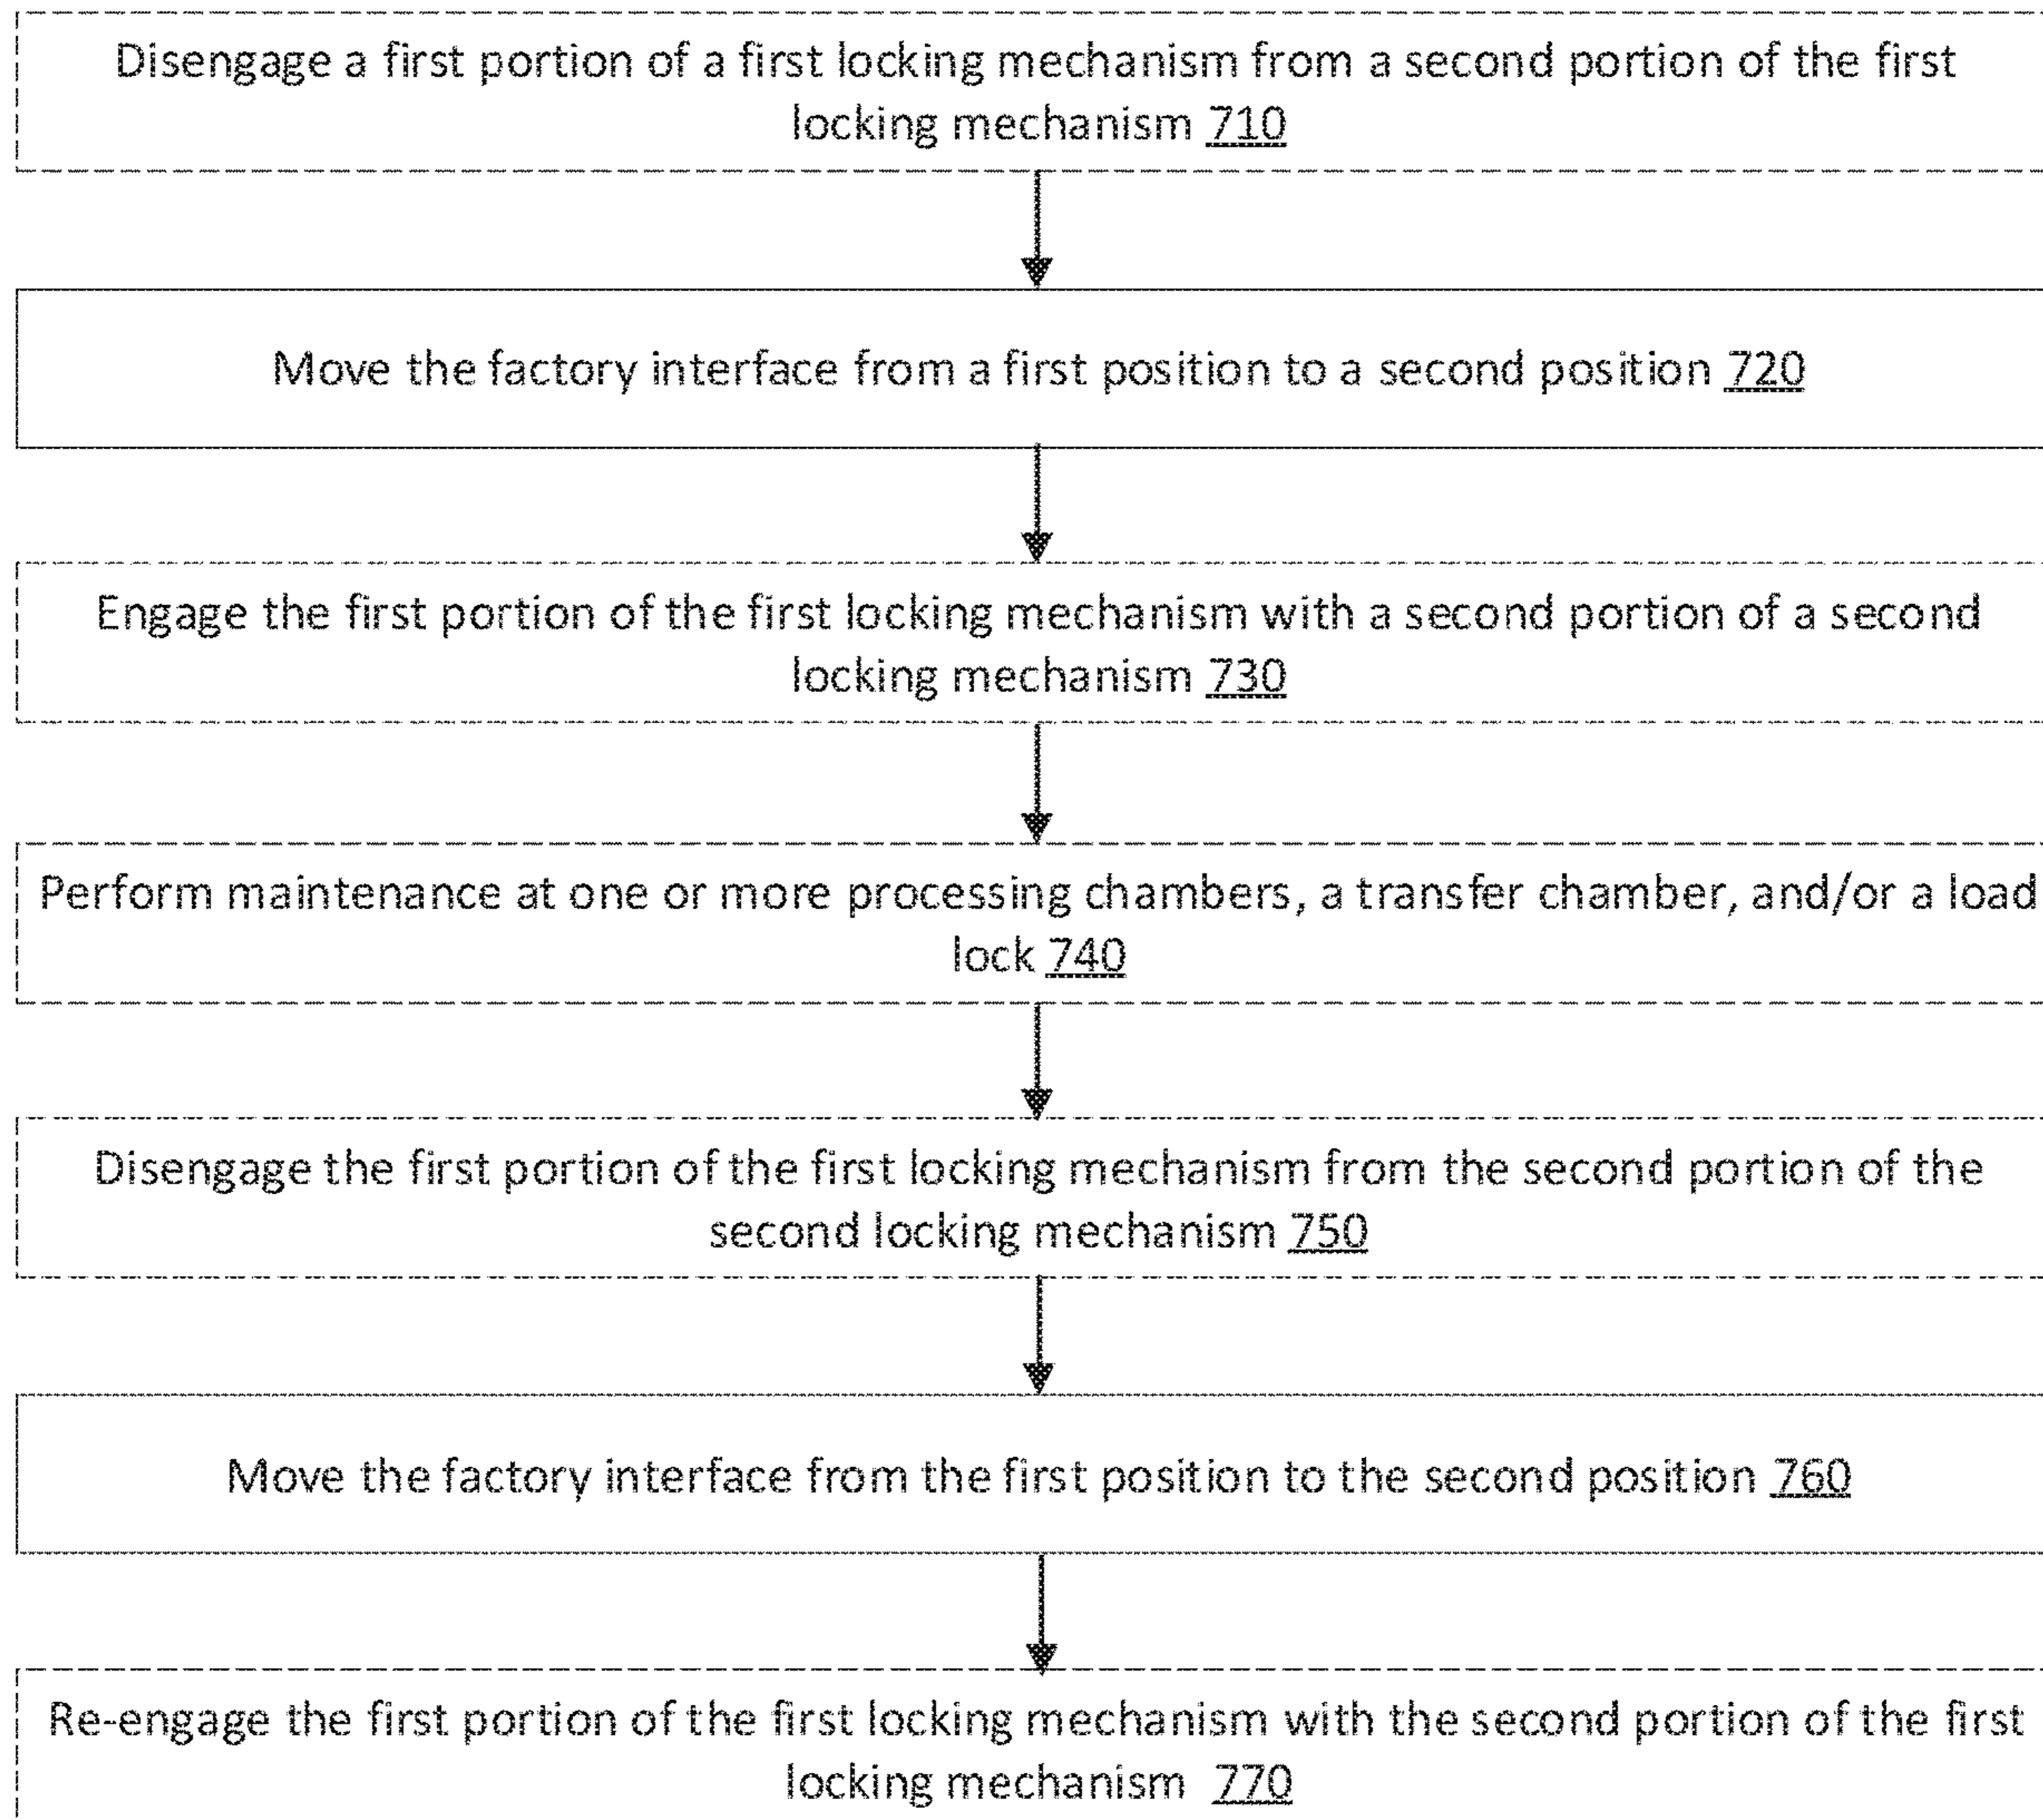 Disengage a first portion of a first locking mechanism from a second portion of the first
locking mechanism 710
Move the factory interface from a first position to a second position 720
Engage the first portion of the first locking mechanism with a second portion of a second
locking mechanism 730
Perform maintenance at one or more processing chambers, a transfer chamber, and/or a load
lock 740
Disengage the first portion of the first locking mechanism from the second portion of the
second locking mechanism 750
Move the factory interface from the first position to the second position 760
Re-engage the first portion of the first locking mechanism with the second portion of the first
locking mechanism 770